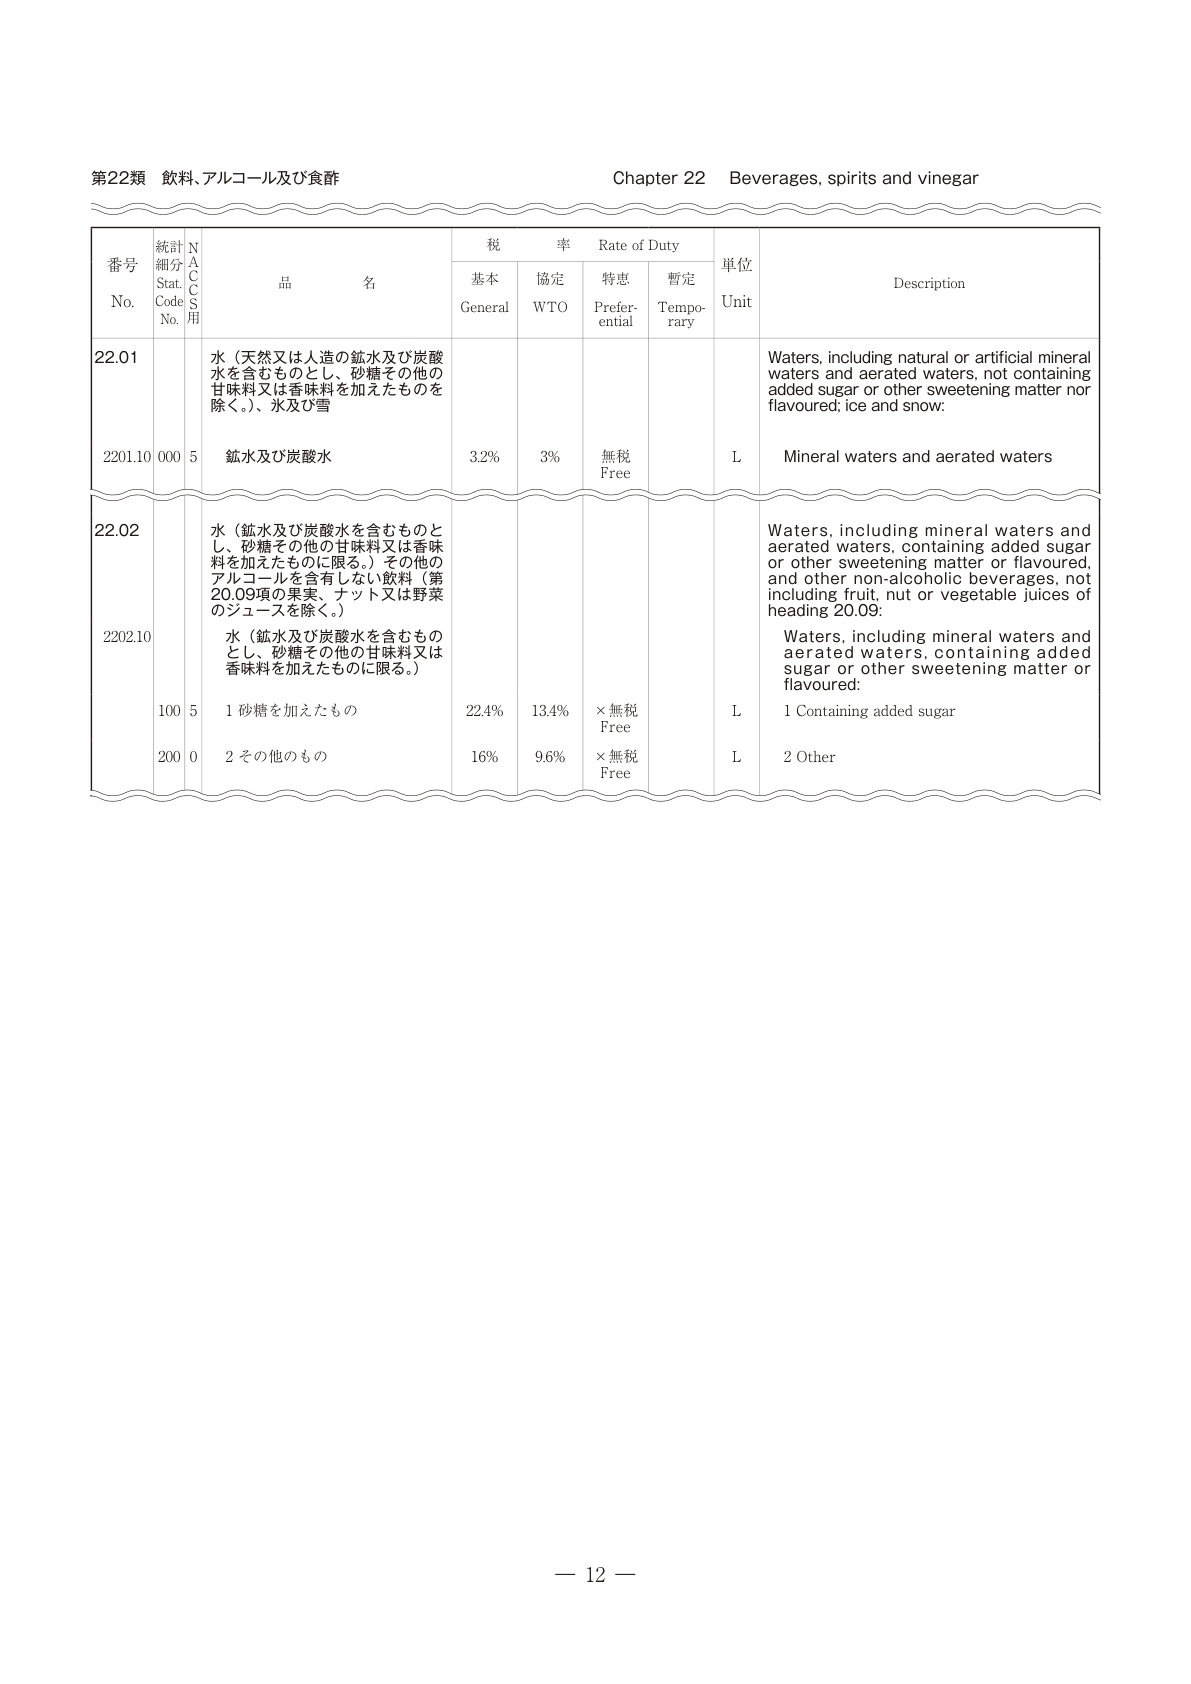 第22類　飲料、アルコール及び食酢
Chapter 22　Beverages, spirits and vinegar
番号
No.
統計
細分
Stat.
Code
No.
N
A
C
C
S
用
品　　　名
税　　率　Rate of Duty
基本
General
協定
WTO
特恵
Prefer-
ential
暫定
Tempo-
rary
単位
Unit
Description
22.01
水（天然又は人造の鉱水及び炭酸
水を含むものとし、砂糖その他の
甘味料又は香味料を加えたものを
除く。）、氷及び雪
Waters, including natural or artificial mineral
waters and aerated waters, not containing
added sugar or other sweetening matter nor
flavoured; ice and snow:
2201.10 000 5 鉱水及び炭酸水 3.2% 3% 無税 L Mineral waters and aerated waters
Free
22.02
水（鉱水及び炭酸水を含むものと
し、砂糖その他の甘味料又は香味
料を加えたものに限る。）その他の
アルコールを含有しない飲料（第
20.09項の果実、ナット又は野菜
のジュースを除く。）
Waters, including mineral waters and
aerated waters, containing added sugar
or other sweetening matter or flavoured,
and other non-alcoholic beverages, not
including fruit, nut or vegetable juices of
heading 20.09:
2202.10
水（鉱水及び炭酸水を含むもの
とし、砂糖その他の甘味料又は
香味料を加えたものに限る。）
Waters, including mineral waters and
aerated waters, containing added
sugar or other sweetening matter or
flavoured:
100 5 1 砂糖を加えたもの 22.4% 13.4% ×無税 L 1 Containing added sugar
Free
200 0 2 その他のもの 16% 9.6% ×無税 L 2 Other
Free
― 12 ―